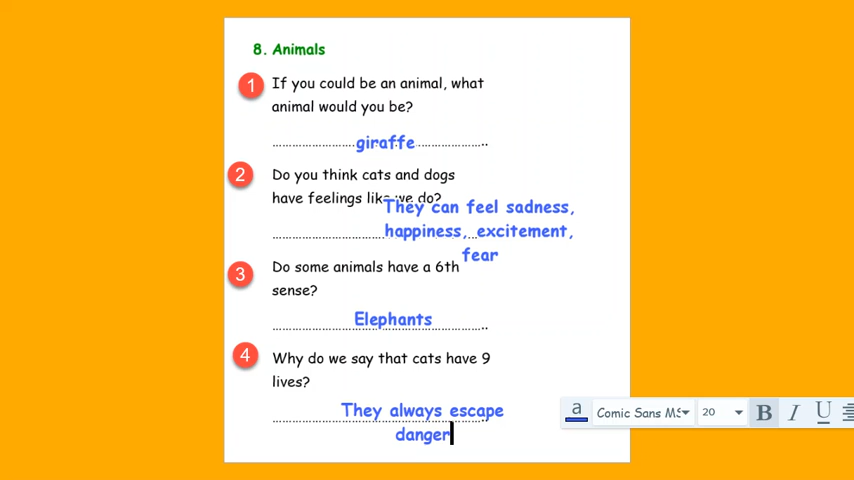 8. Animals
1 If you could be an animal, what
animal would you be?
giraffe
2 Do you think cats and dogs
have feelings like we do?
They can feel sadness,
happiness, excitement,
fear
3 Do some animals have a 6th
sense?
Elephants
4 Why do we say that cats have 9
lives?
They always escape
danger
a Comic Sans MS 20 B I U